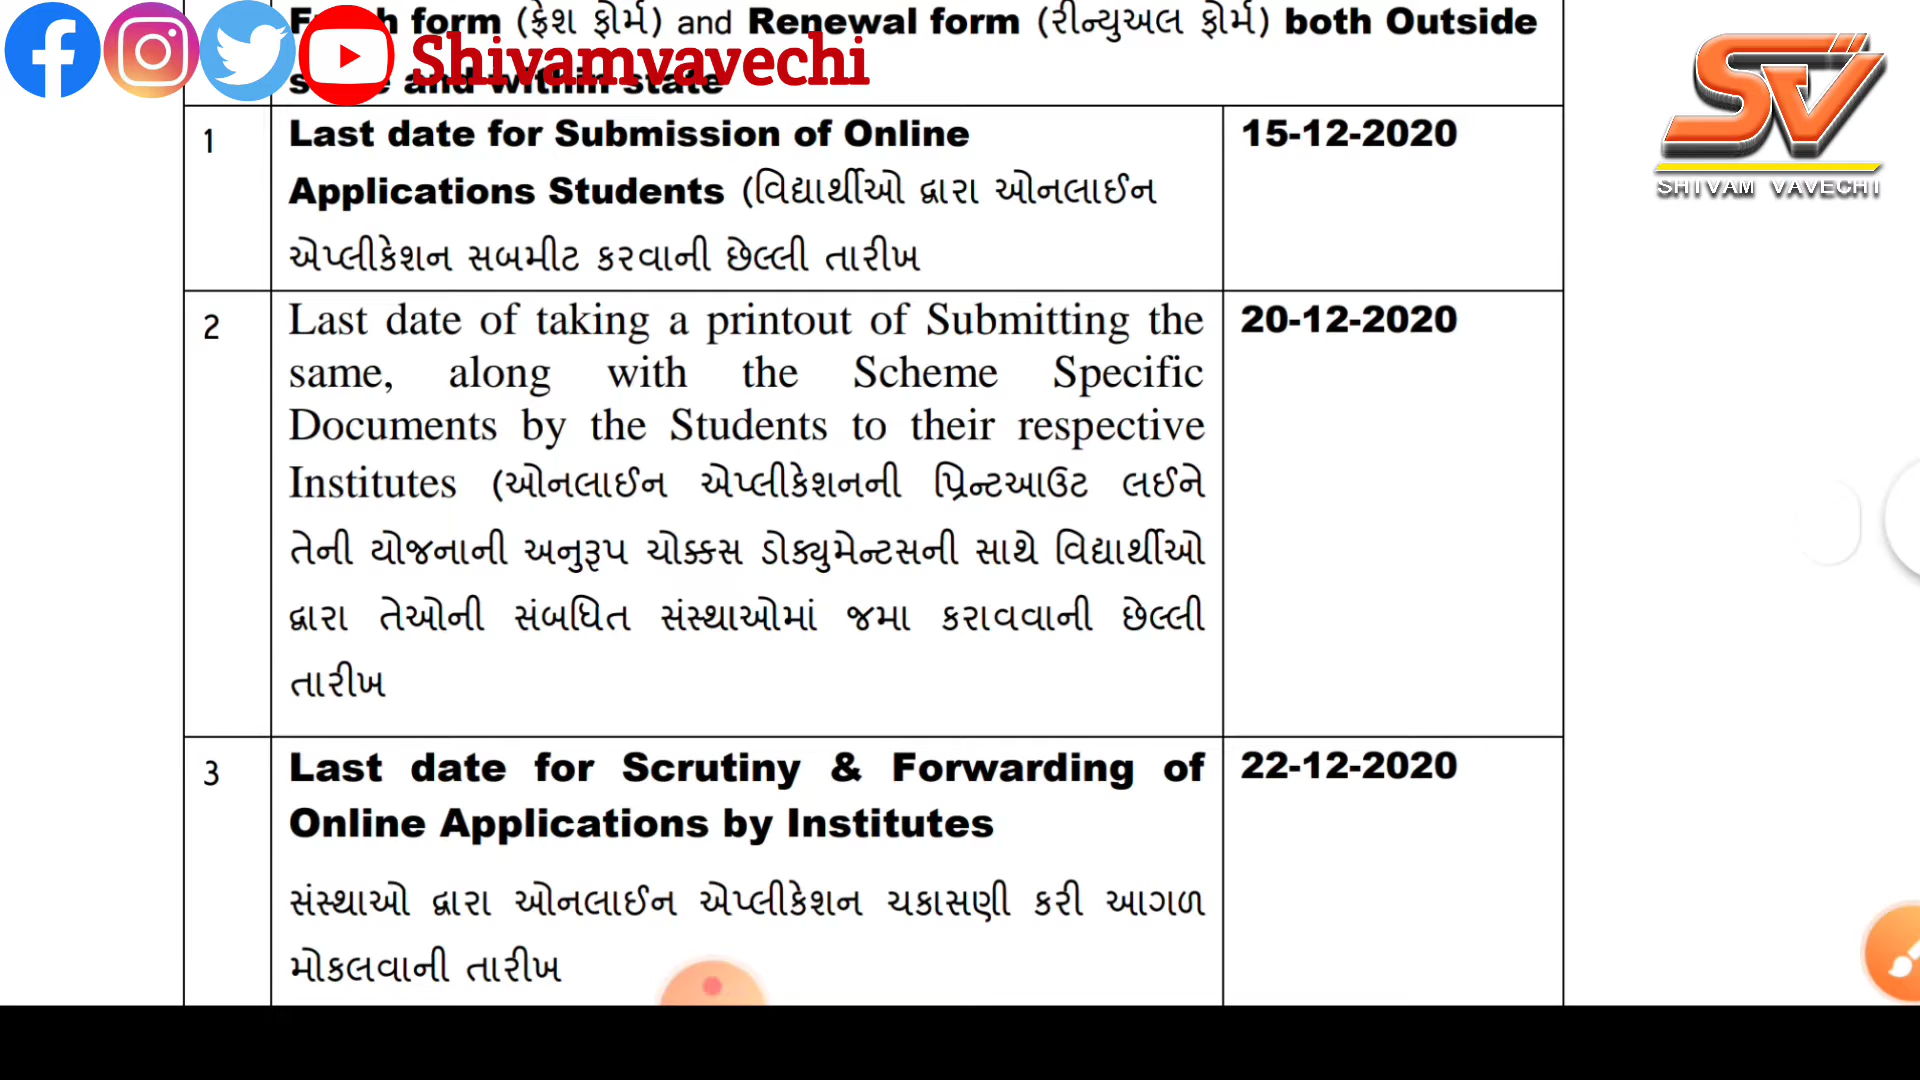 form (ફ્રેશ ફોર્મ) and Renewal form (રીન્યુઅલ ફોર્મ) both Outside
and within state
Shivamvavechi
SHIVAM VAVECHI
1
Last date for Submission of Online
Applications Students (વિદ્યાર્થીઓ દ્વારા ઓનલાઈન
એપ્લીકેશન સબમીટ કરવાની છેલ્લી તારીખ
15-12-2020
2
Last date of taking a printout of Submitting the
same, along with the Scheme Specific
Documents by the Students to their respective
Institutes (ઓનલાઈન એપ્લીકેશનની પ્રિન્ટઆઉટ લઈને
તેની યોજનાની અનુરૂપ ચોક્કસ ડોક્યુમેન્ટસની સાથે વિદ્યાર્થીઓ
દ્વારા તેઓની સંબધિત સંસ્થાઓમાં જમા કરાવવાની છેલ્લી
તારીખ
20-12-2020
3
Last date for Scrutiny & Forwarding of
Online Applications by Institutes
સંસ્થાઓ દ્વારા ઓનલાઈન એપ્લીકેશન ચકાસણી કરી આગળ
મોકલવાની તારીખ
22-12-2020